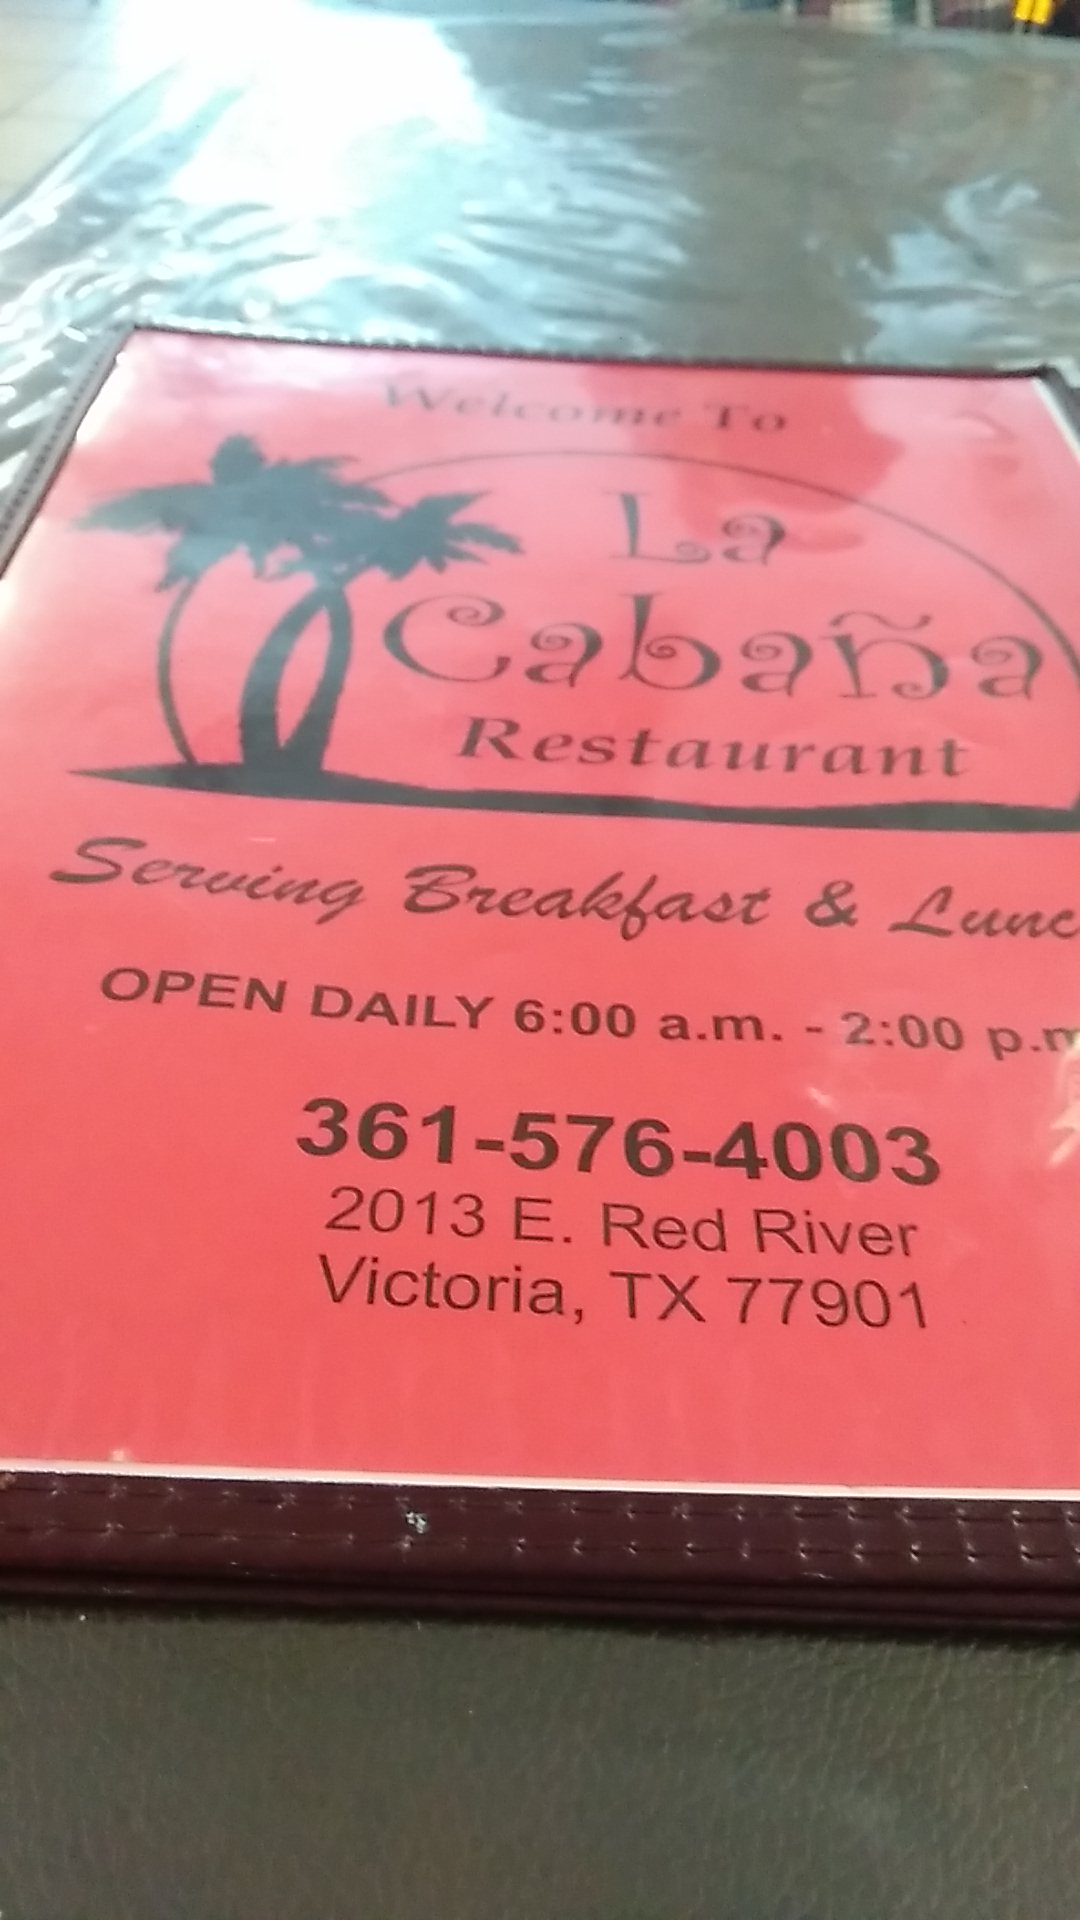 Welcome To
La
Cabaña
Restaurant
Serving Breakfast & Lunc
OPEN DAILY 6:00 a.m. - 2:00 p.m
361-576-4003
2013 E. Red River
Victoria, TX 77901